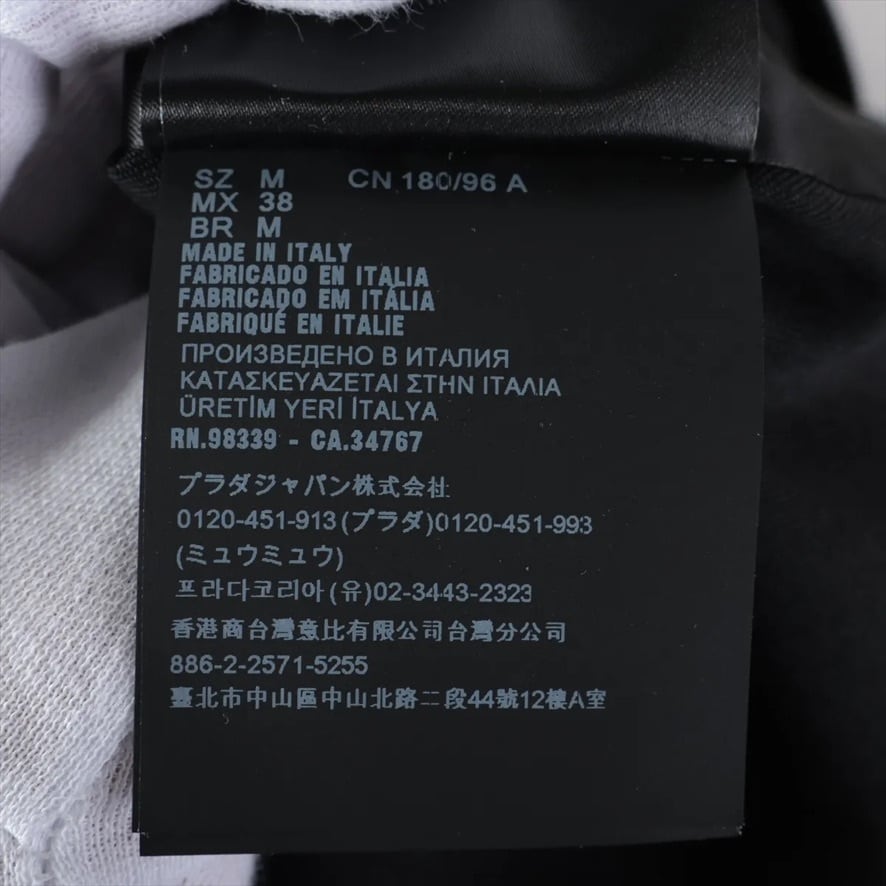 SZ M CN 180/96 A
MX 38
BR M
MADE IN ITALY
FABRICADO EN ITALIA
FABRICADO EM ITÁLIA
FABRIQUÉ EN ITALIE
ПРОИЗВЕДЕНО В ИТАЛИЯ
ΚΑΤΑΣΚΕΥΑΖΕΤΑΙ ΣΤΗΝ ΙΤΑΛΙΑ
ÜRETİM YERİ İTALYA
RN.98339 - CA.34767
プラダジャパン株式会社
0120-451-913(プラダ)0120-451-993
(ミュウミュウ)
프라다코리아(유)02-3443-2323
香港商台灣意比有限公司台灣分公司
886-2-2571-5255
臺北市中山區中山北路二段44號12樓A室